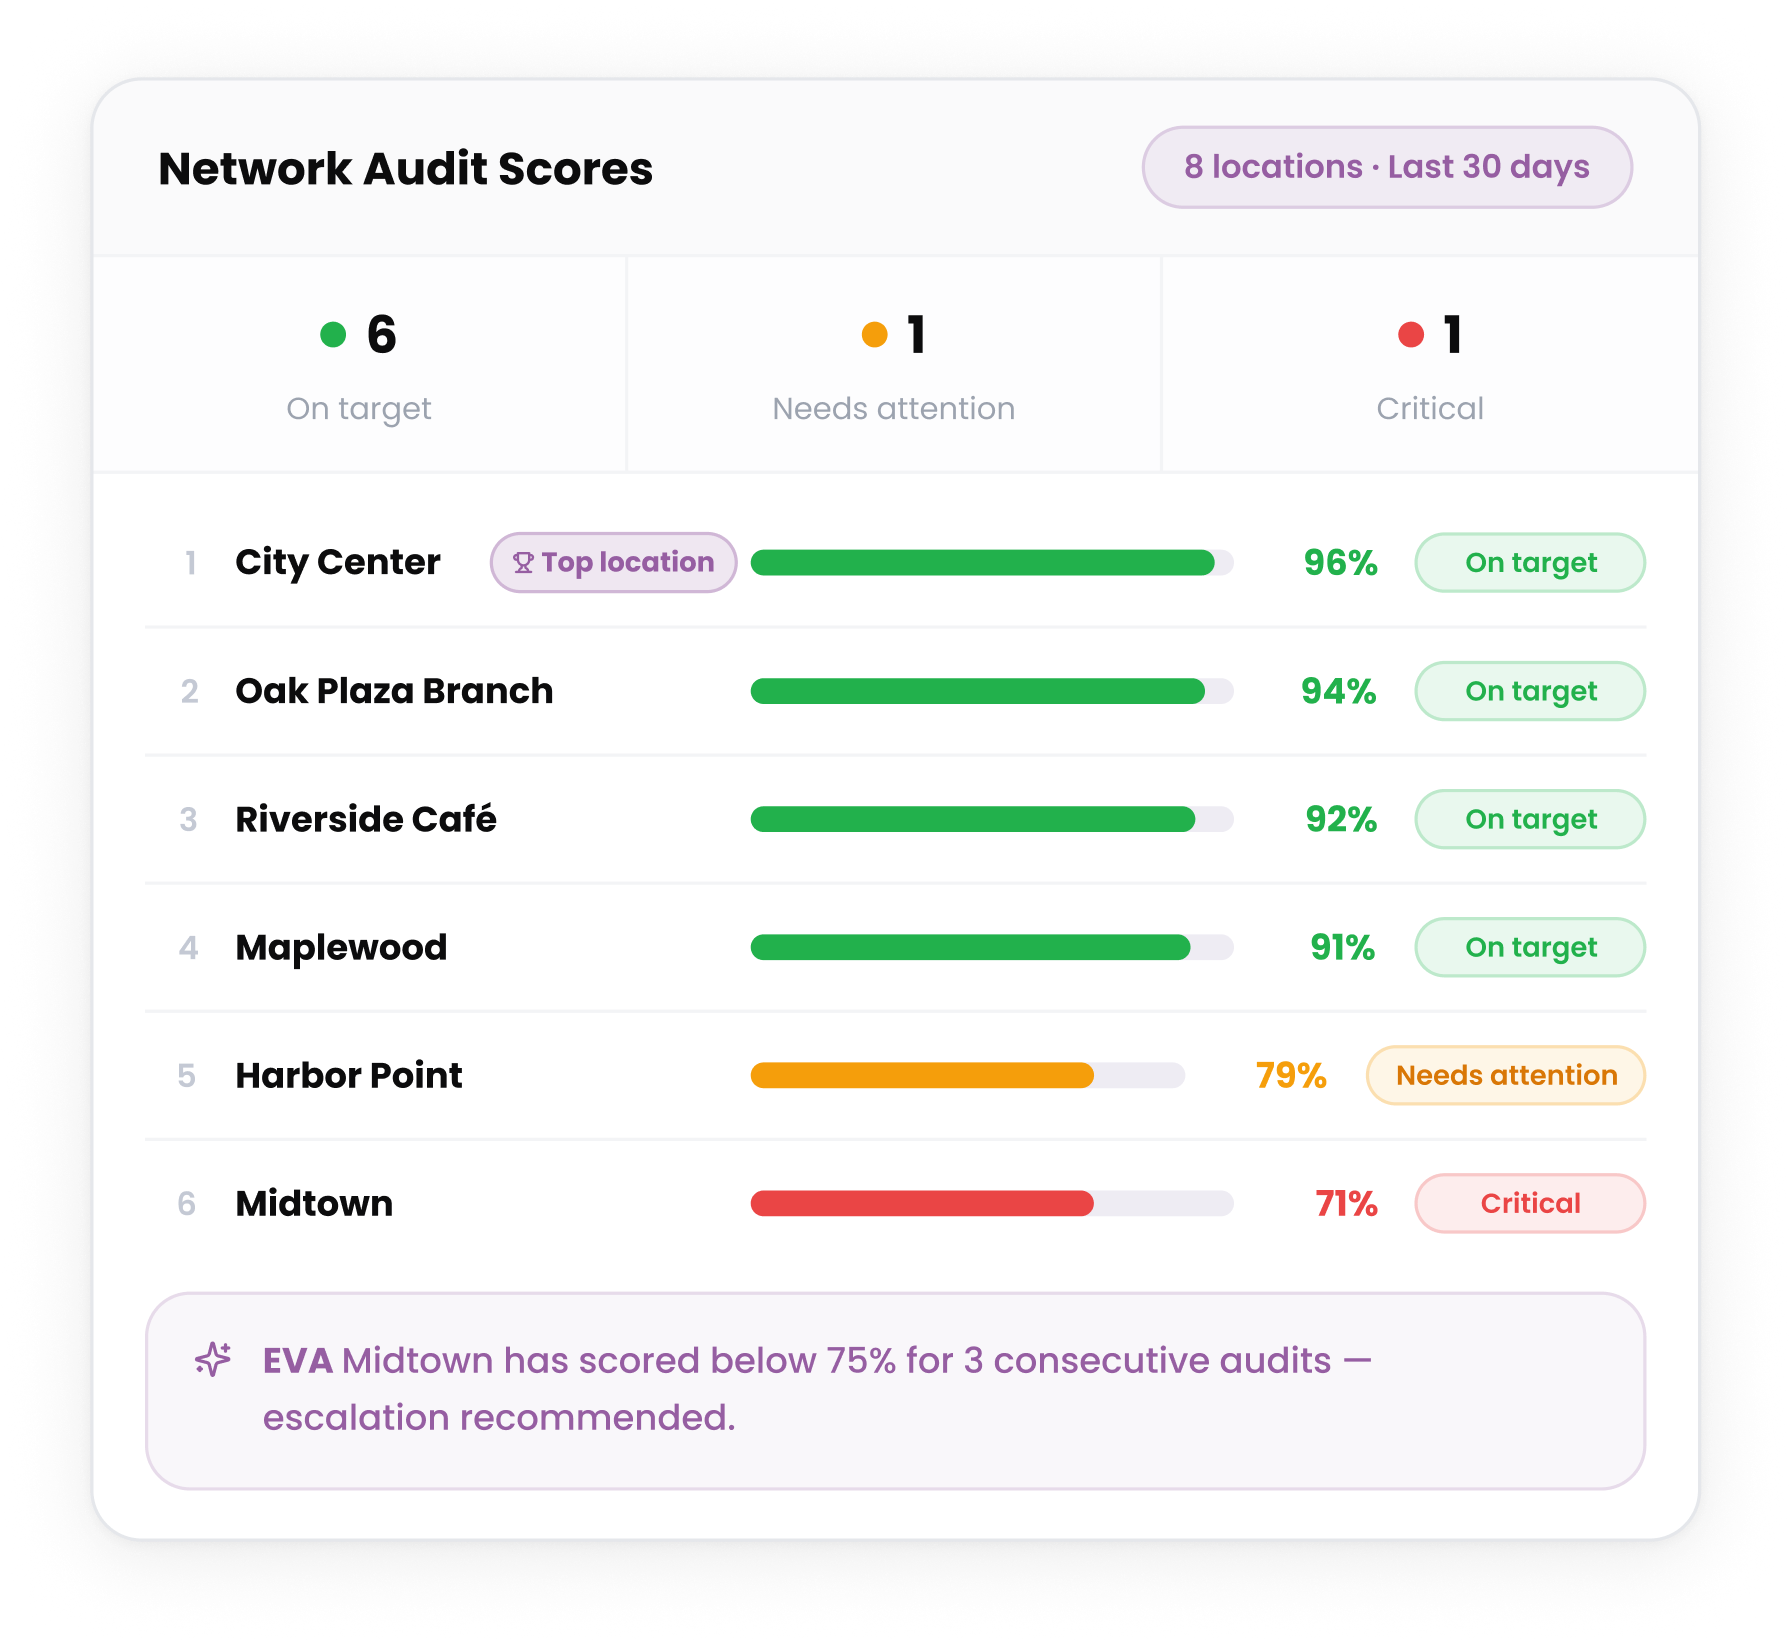 Network Audit Scores
8 locations · Last 30 days
6
On target
1
Needs attention
1
Critical
1 City Center Top location 96% On target
2 Oak Plaza Branch 94% On target
3 Riverside Café 92% On target
4 Maplewood 91% On target
5 Harbor Point 79% Needs attention
6 Midtown 71% Critical
EVA Midtown has scored below 75% for 3 consecutive audits —
escalation recommended.